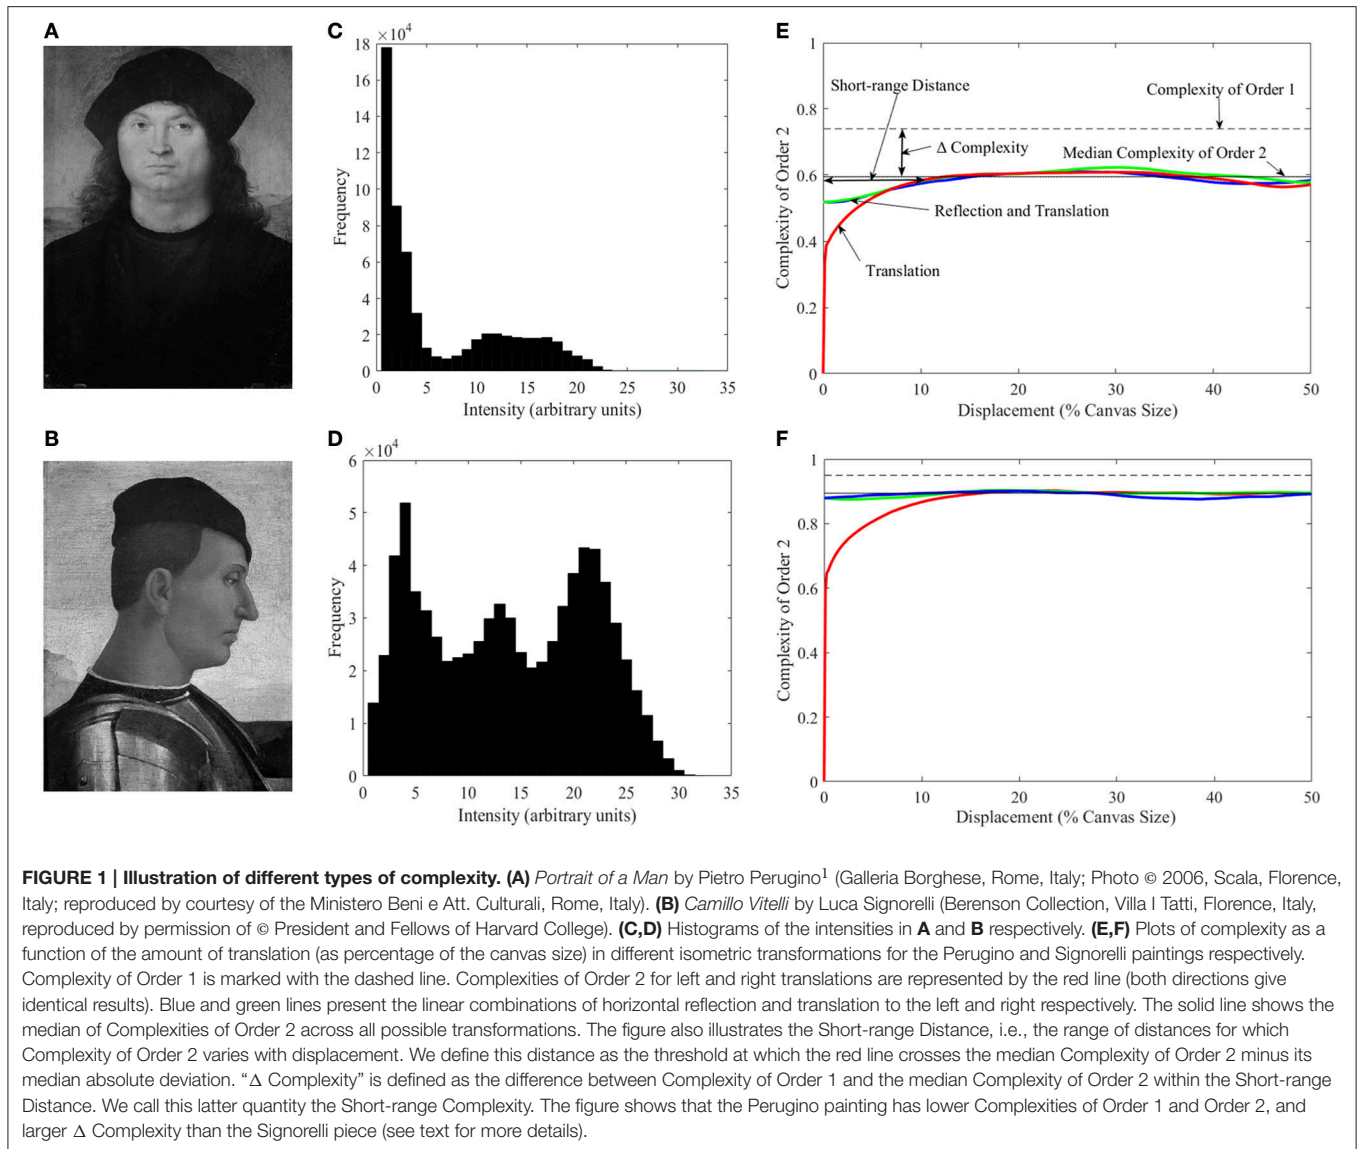 A
C
E
×10⁴
18
16
14
12
10
8
6
4
2
0
Frequency
0 5 10 15 20 25 30 35
Intensity (arbitrary units)
1
0.8
0.6
0.4
0.2
0
Complexity of Order 2
Short-range Distance
Complexity of Order 1
Δ Complexity
Median Complexity of Order 2
Reflection and Translation
Translation
0 10 20 30 40 50
Displacement (% Canvas Size)
B
D
F
×10⁴
6
5
4
3
2
1
0
Frequency
0 5 10 15 20 25 30 35
Intensity (arbitrary units)
1
0.8
0.6
0.4
0.2
0
Complexity of Order 2
0 10 20 30 40 50
Displacement (% Canvas Size)
FIGURE 1 | Illustration of different types of complexity. (A) Portrait of a Man by Pietro Perugino¹ (Galleria Borghese, Rome, Italy; Photo © 2006, Scala, Florence,
Italy; reproduced by courtesy of the Ministero Beni e Att. Culturali, Rome, Italy). (B) Camillo Vitelli by Luca Signorelli (Berenson Collection, Villa I Tatti, Florence, Italy,
reproduced by permission of © President and Fellows of Harvard College). (C,D) Histograms of the intensities in A and B respectively. (E,F) Plots of complexity as a
function of the amount of translation (as percentage of the canvas size) in different isometric transformations for the Perugino and Signorelli paintings respectively.
Complexity of Order 1 is marked with the dashed line. Complexities of Order 2 for left and right translations are represented by the red line (both directions give
identical results). Blue and green lines present the linear combinations of horizontal reflection and translation to the left and right respectively. The solid line shows the
median of Complexities of Order 2 across all possible transformations. The figure also illustrates the Short-range Distance, i.e., the range of distances for which
Complexity of Order 2 varies with displacement. We define this distance as the threshold at which the red line crosses the median Complexity of Order 2 minus its
median absolute deviation. “Δ Complexity” is defined as the difference between Complexity of Order 1 and the median Complexity of Order 2 within the Short-range
Distance. We call this latter quantity the Short-range Complexity. The figure shows that the Perugino painting has lower Complexities of Order 1 and Order 2, and
larger Δ Complexity than the Signorelli piece (see text for more details).